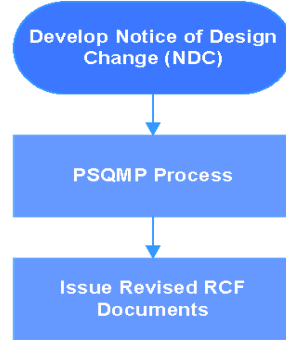 Develop Notice of Design
Change (NDC)
PSQMP Process
Issue Revised RCF
Documents